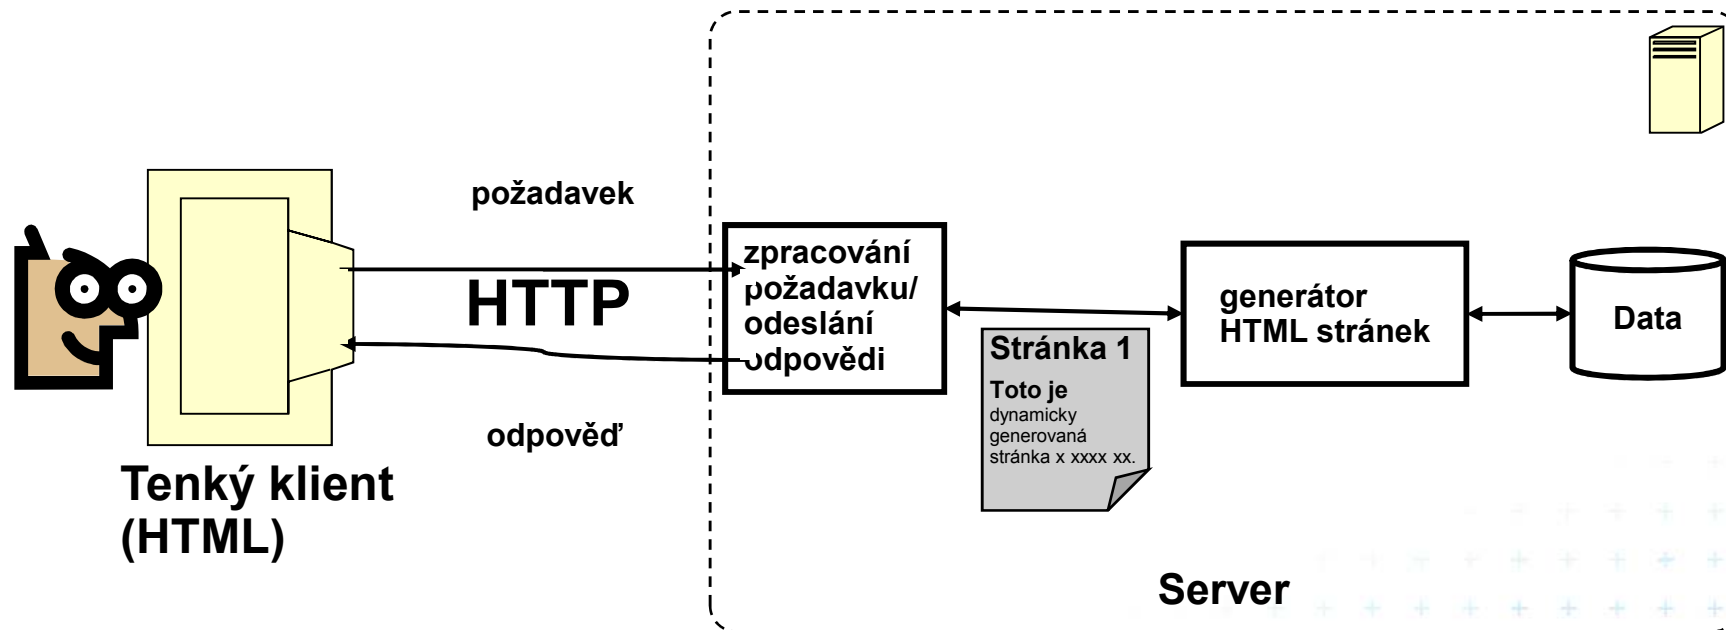 požadavek
HTTP
odpověď
Tenký klient
(HTML)
zpracování
požadavku/
odeslání
odpovědi
Stránka 1
Toto je
dynamicky
generovaná
stránka x xxxx xx.
generátor
HTML stránek
Data
Server